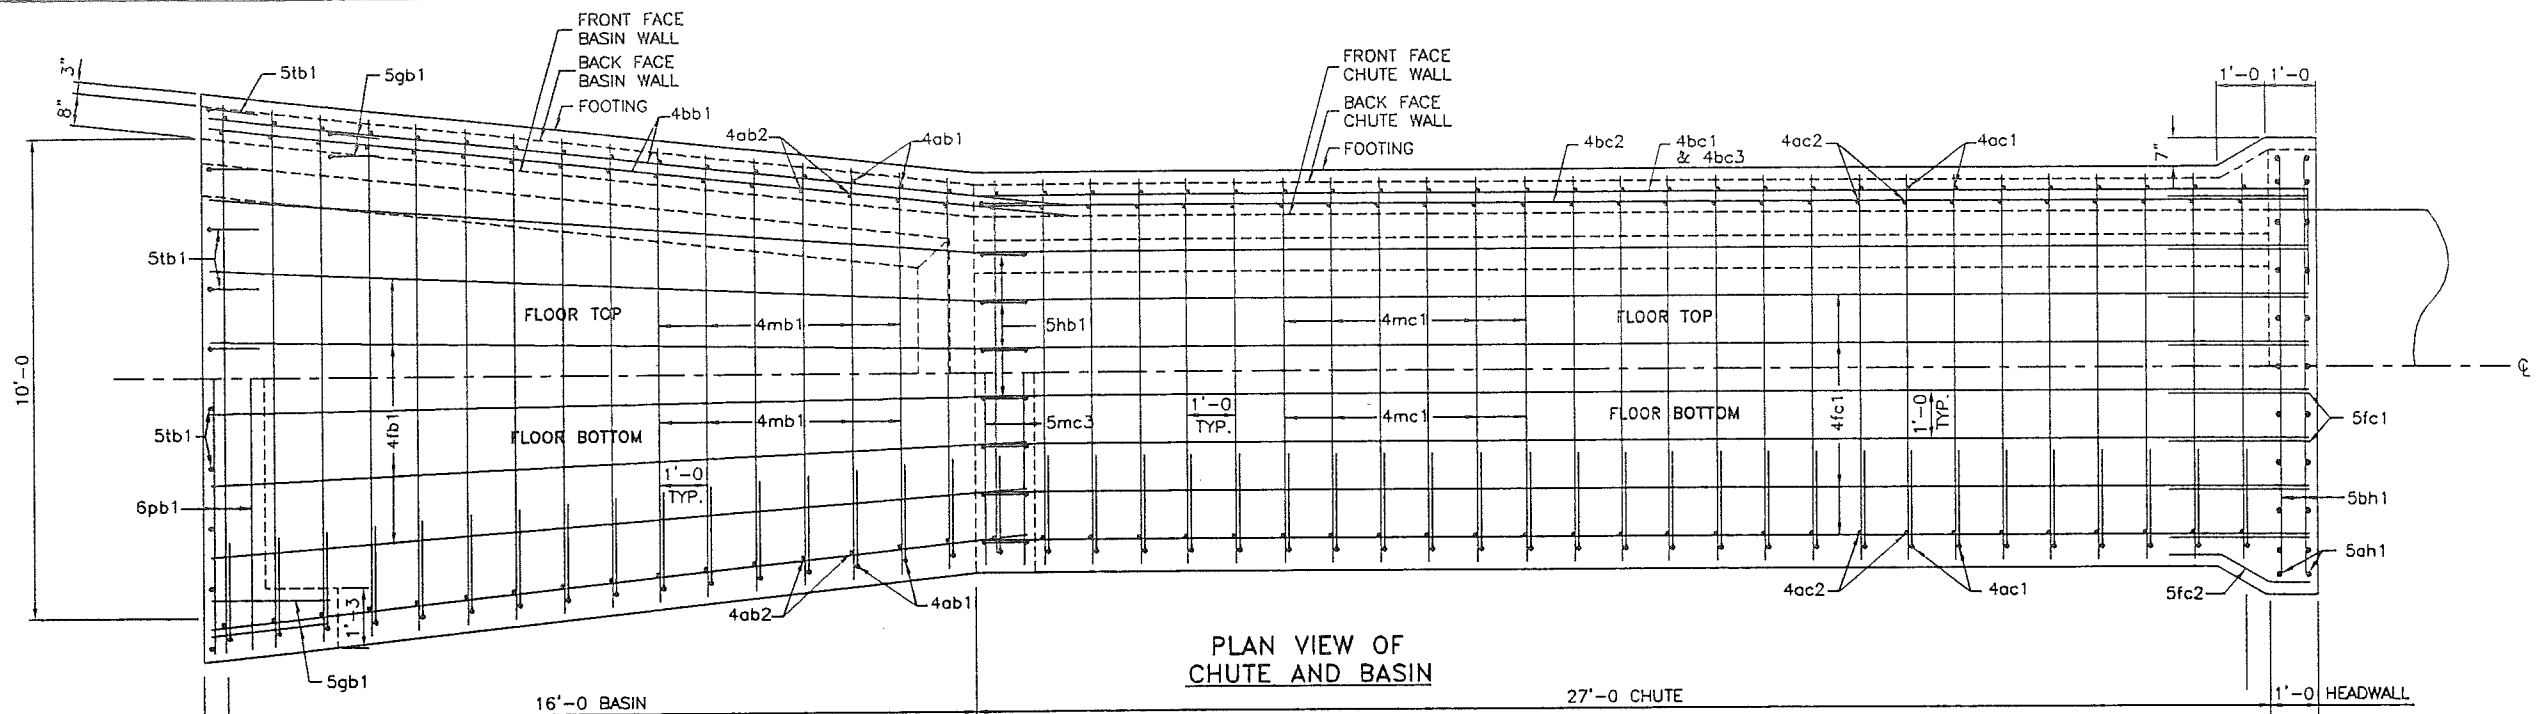 FRONT FACE
BASIN WALL
BACK FACE
BASIN WALL
FOOTING
3"
8"
5tb1
5gb1
4bb1
4ab2
4ab1
FRONT FACE
CHUTE WALL
BACK FACE
CHUTE WALL
FOOTING
4bc2
4bc1
& 4bc3
4ac2
4ac1
1'-0
1'-0
7"
5tb1
10'-0
FLOOR TOP
4mb1
5hb1
4mc1
FLOOR TOP
℄
5tb1
4fb1
FLOOR BOTTOM
4mb1
5mc3
1'-0
TYP.
4mc1
FLOOR BOTTOM
4fc1
1'-0
TYP.
5fc1
6pb1
1'-0
TYP.
5bh1
5ah1
1'-3
4ab2
4ab1
4ac2
4ac1
5fc2
5gb1
PLAN VIEW OF
CHUTE AND BASIN
16'-0 BASIN
27'-0 CHUTE
1'-0 HEADWALL